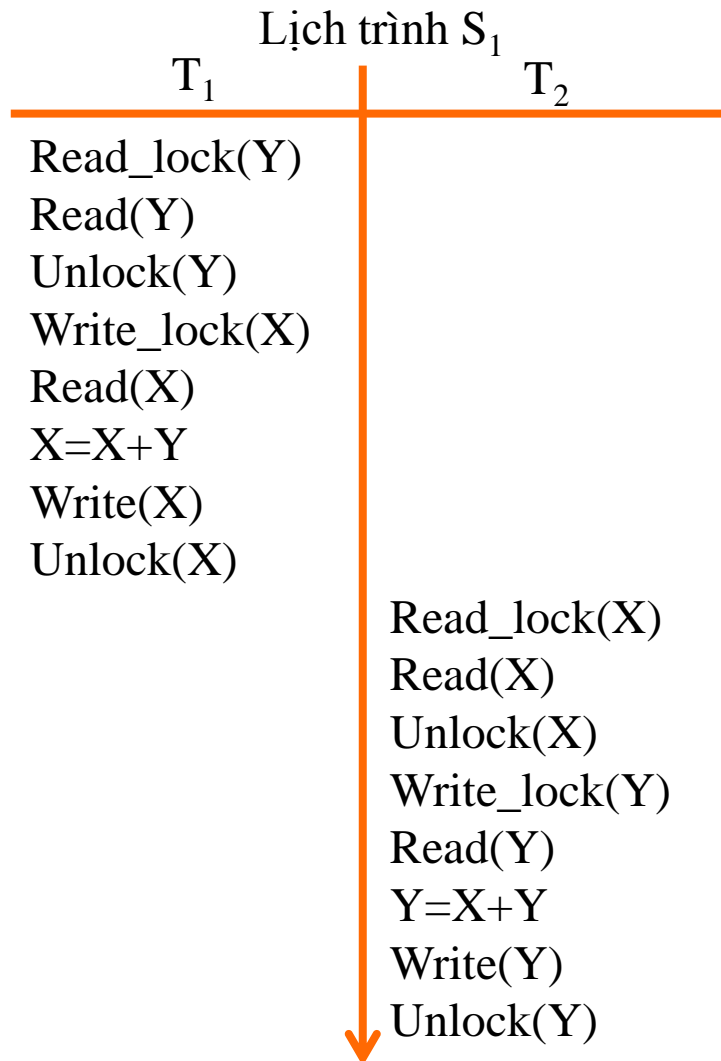 Lịch trình S₁
T₁ T₂
Read_lock(Y)
Read(Y)
Unlock(Y)
Write_lock(X)
Read(X)
X=X+Y
Write(X)
Unlock(X)
Read_lock(X)
Read(X)
Unlock(X)
Write_lock(Y)
Read(Y)
Y=X+Y
Write(Y)
Unlock(Y)